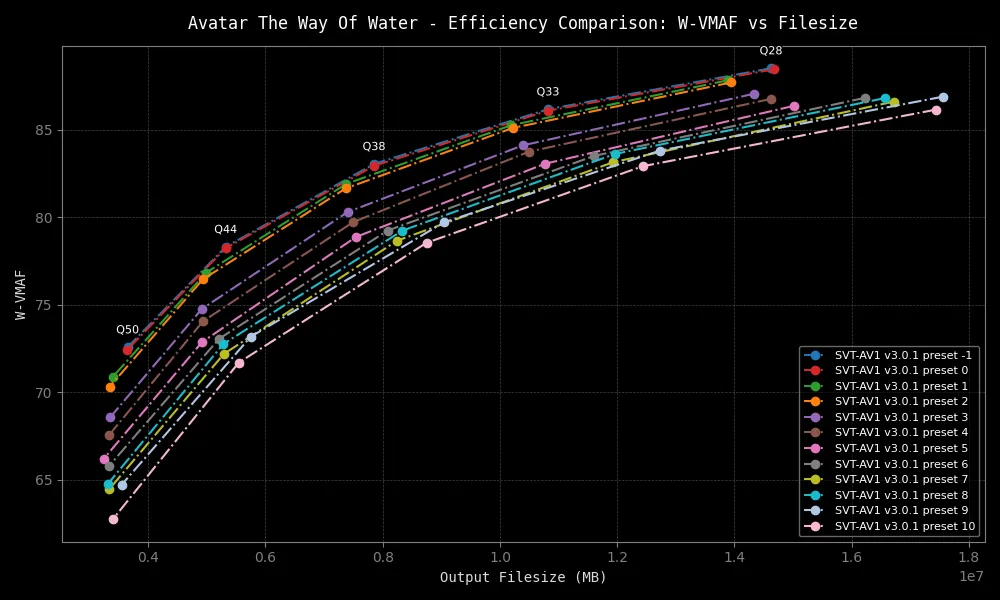 Avatar The Way Of Water - Efficiency Comparison: W-VMAF vs Filesize
Q28
Q33
Q38
Q44
Q50
85
80
75
70
65
W-VMAF
SVT-AV1 v3.0.1 preset -1
SVT-AV1 v3.0.1 preset 0
SVT-AV1 v3.0.1 preset 1
SVT-AV1 v3.0.1 preset 2
SVT-AV1 v3.0.1 preset 3
SVT-AV1 v3.0.1 preset 4
SVT-AV1 v3.0.1 preset 5
SVT-AV1 v3.0.1 preset 6
SVT-AV1 v3.0.1 preset 7
SVT-AV1 v3.0.1 preset 8
SVT-AV1 v3.0.1 preset 9
SVT-AV1 v3.0.1 preset 10
0.4 0.6 0.8 1.0 1.2 1.4 1.6 1.8
1e7
Output Filesize (MB)